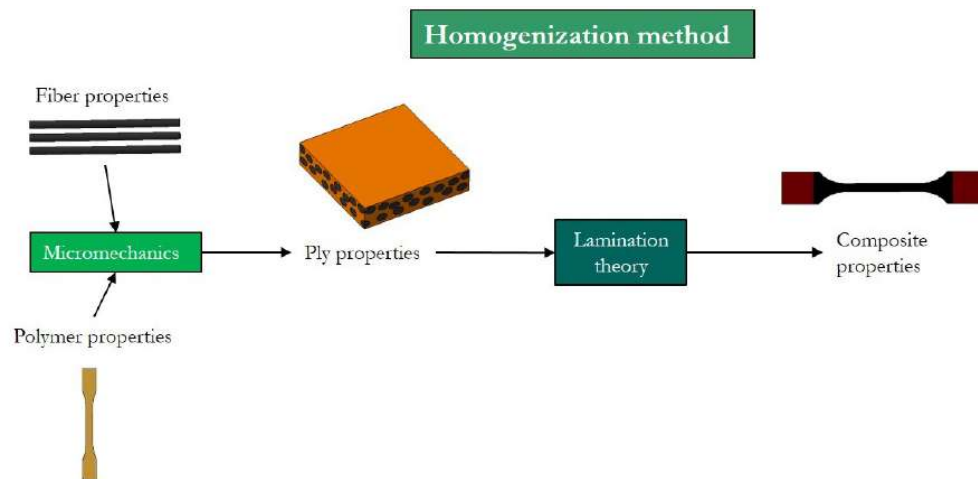 Homogenization method
Fiber properties
Micromechanics
Ply properties
Lamination
theory
Composite
properties
Polymer properties